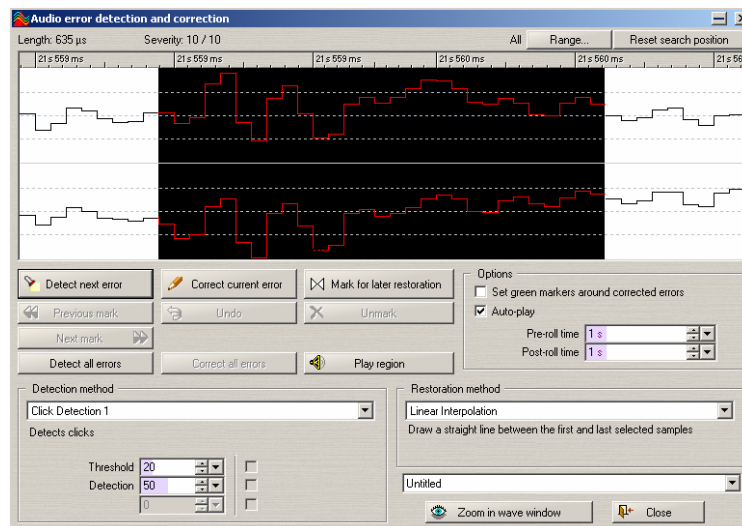 Audio error detection and correction
Length: 635 µs Severity: 10 / 10 All Range... Reset search position
21 s 559 ms 21 s 559 ms 21 s 559 ms 21 s 560 ms 21 s 560 ms 21 s 56
Detect next error Correct current error Mark for later restoration
Previous mark Undo Unmark
Next mark
Detect all errors Correct all errors Play region
Options
Set green markers around corrected errors
Auto-play
Pre-roll time 1 s
Post-roll time 1 s
Detection method
Click Detection 1
Detects clicks
Threshold 20
Detection 50
0
Restoration method
Linear Interpolation
Draw a straight line between the first and last selected samples
Untitled
Zoom in wave window Close